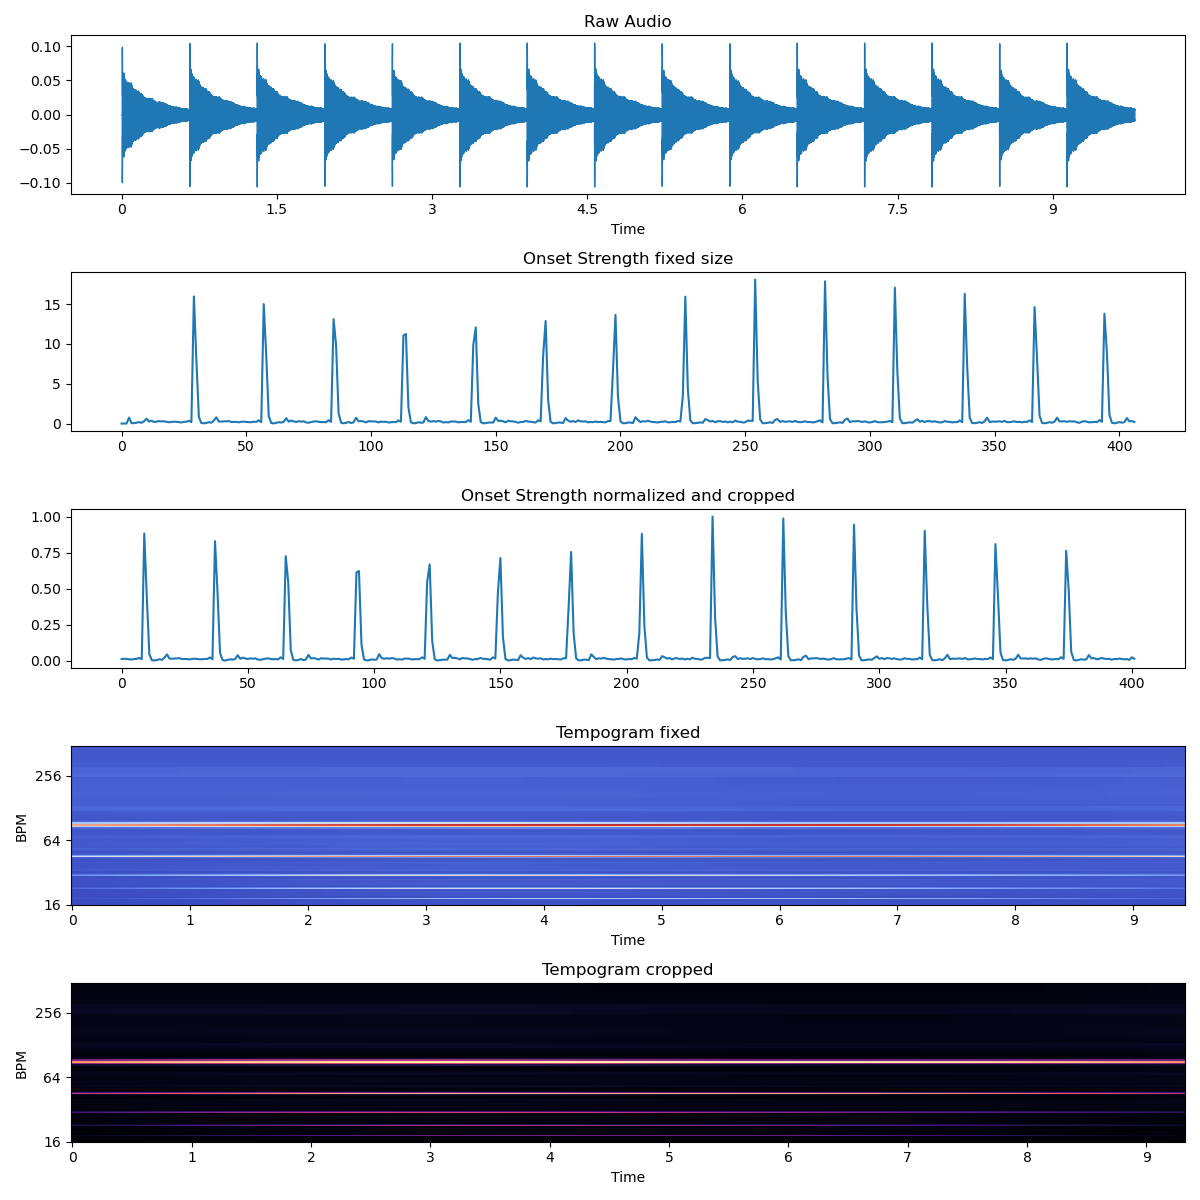 Raw Audio
0.10
0.05
0.00
−0.05
−0.10
0 1.5 3 4.5 6 7.5 9
Time
Onset Strength fixed size
15
10
5
0
0 50 100 150 200 250 300 350 400
Onset Strength normalized and cropped
1.00
0.75
0.50
0.25
0.00
0 50 100 150 200 250 300 350 400
Tempogram fixed
256
64
16
BPM
0 1 2 3 4 5 6 7 8 9
Time
Tempogram cropped
256
64
16
BPM
0 1 2 3 4 5 6 7 8 9
Time